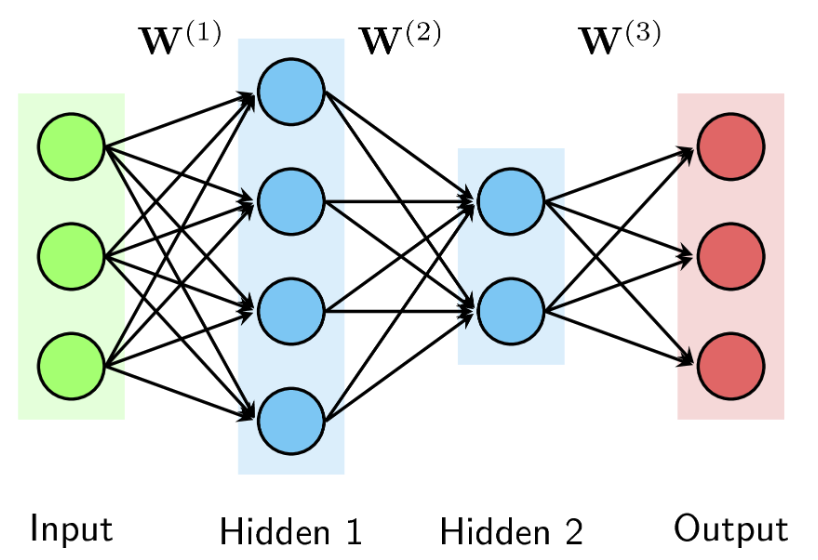 W(1) W(2) W(3)
Input Hidden 1 Hidden 2 Output